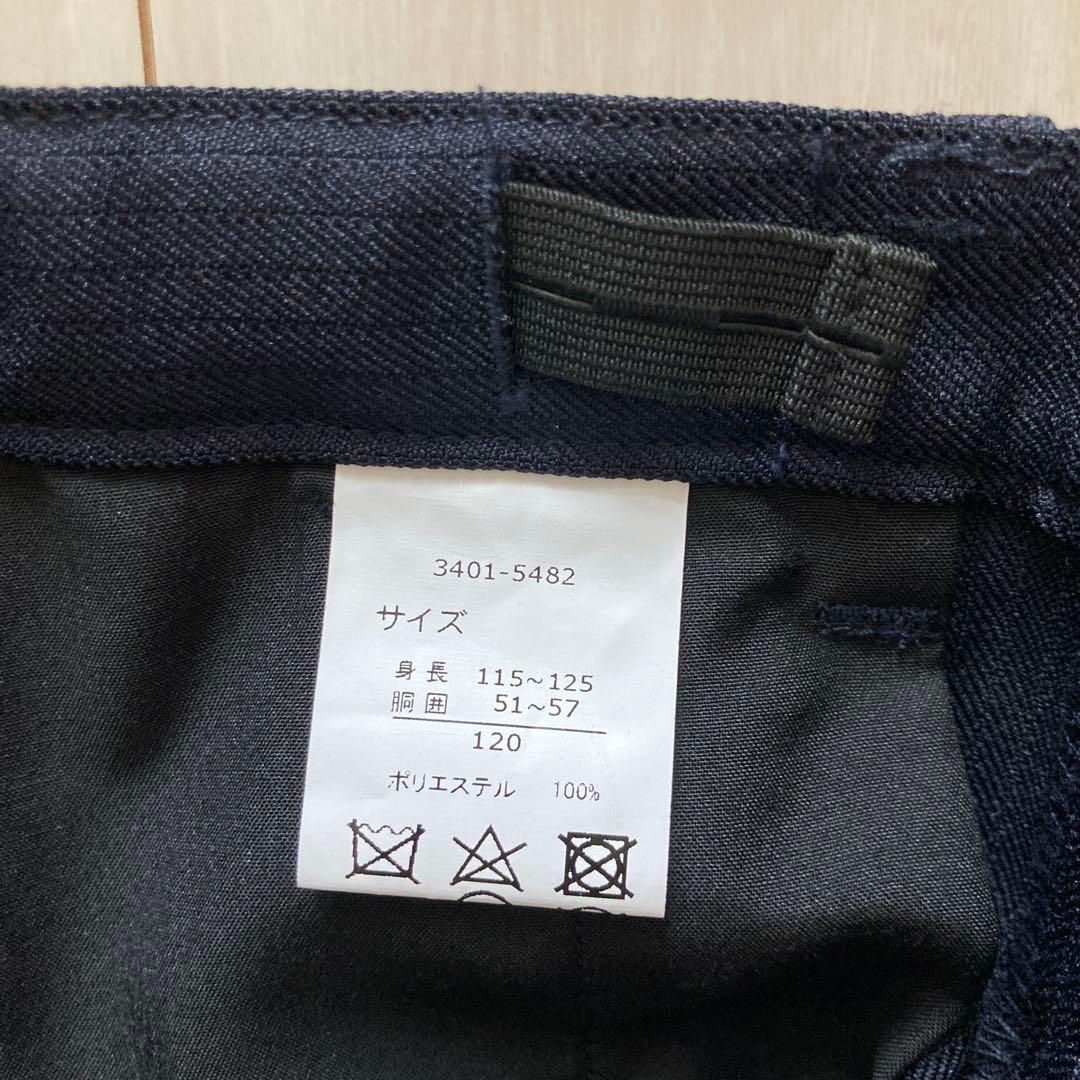 3401-5482
サイズ
身長 115~125
胴囲 51~57
120
ポリエステル 100%